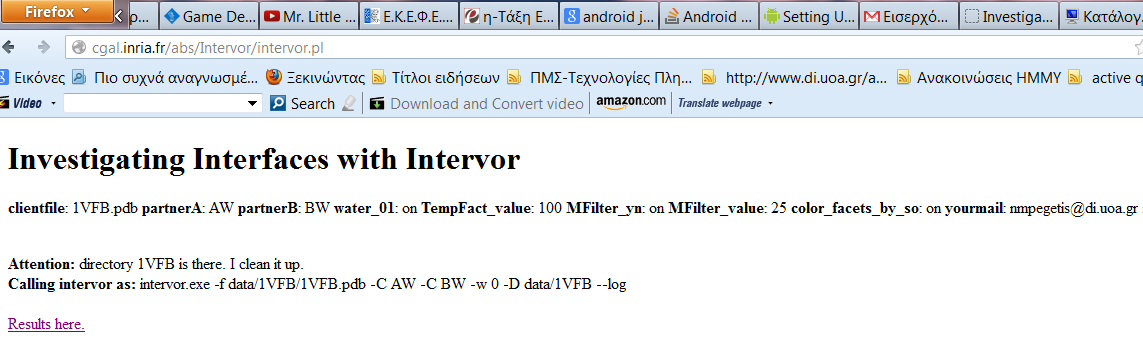 Firefox
ρ...
Game De...
Mr. Little ...
Ε.Κ.Ε.Φ.Ε....
η-Τάξη Ε...
android j...
Android ...
Setting U...
Εισερχό...
Investiga...
Κατάλογ...
cgal.inria.fr/abs/Intervor/intervor.pl
Εικόνες Πιο συχνά αναγνωσμέ... Ξεκινώντας Τίτλοι ειδήσεων ΠΜΣ-Τεχνολογίες Πλη... http://www.di.uoa.gr/a... Ανακοινώσεις ΗΜΜΥ active q
Video Search Download and Convert video amazon.com Translate webpage
Investigating Interfaces with Intervor
clientfile: 1VFB.pdb partnerA: AW partnerB: BW water_01: on TempFact_value: 100 MFilter_yn: on MFilter_value: 25 color_facets_by_so: on yourmail: nmpegetis@di.uoa.gr
Attention: directory 1VFB is there. I clean it up.
Calling intervor as: intervor.exe -f data/1VFB/1VFB.pdb -C AW -C BW -w 0 -D data/1VFB --log
Results here.